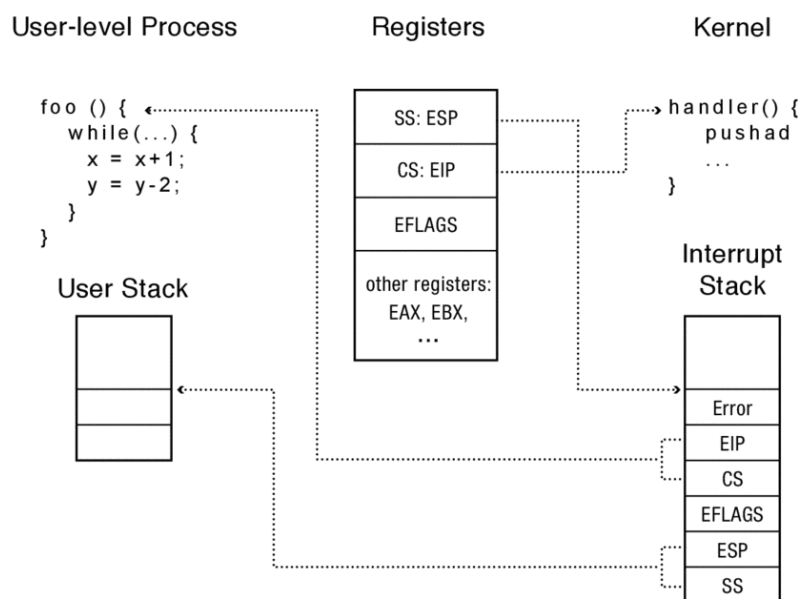 User-level Process
foo () {
while(...) {
x = x+1;
y = y-2;
}
}
User Stack
Registers
SS: ESP
CS: EIP
EFLAGS
other registers:
EAX, EBX,
...
Kernel
handler() {
pushad
...
}
Interrupt
Stack
Error
EIP
CS
EFLAGS
ESP
SS